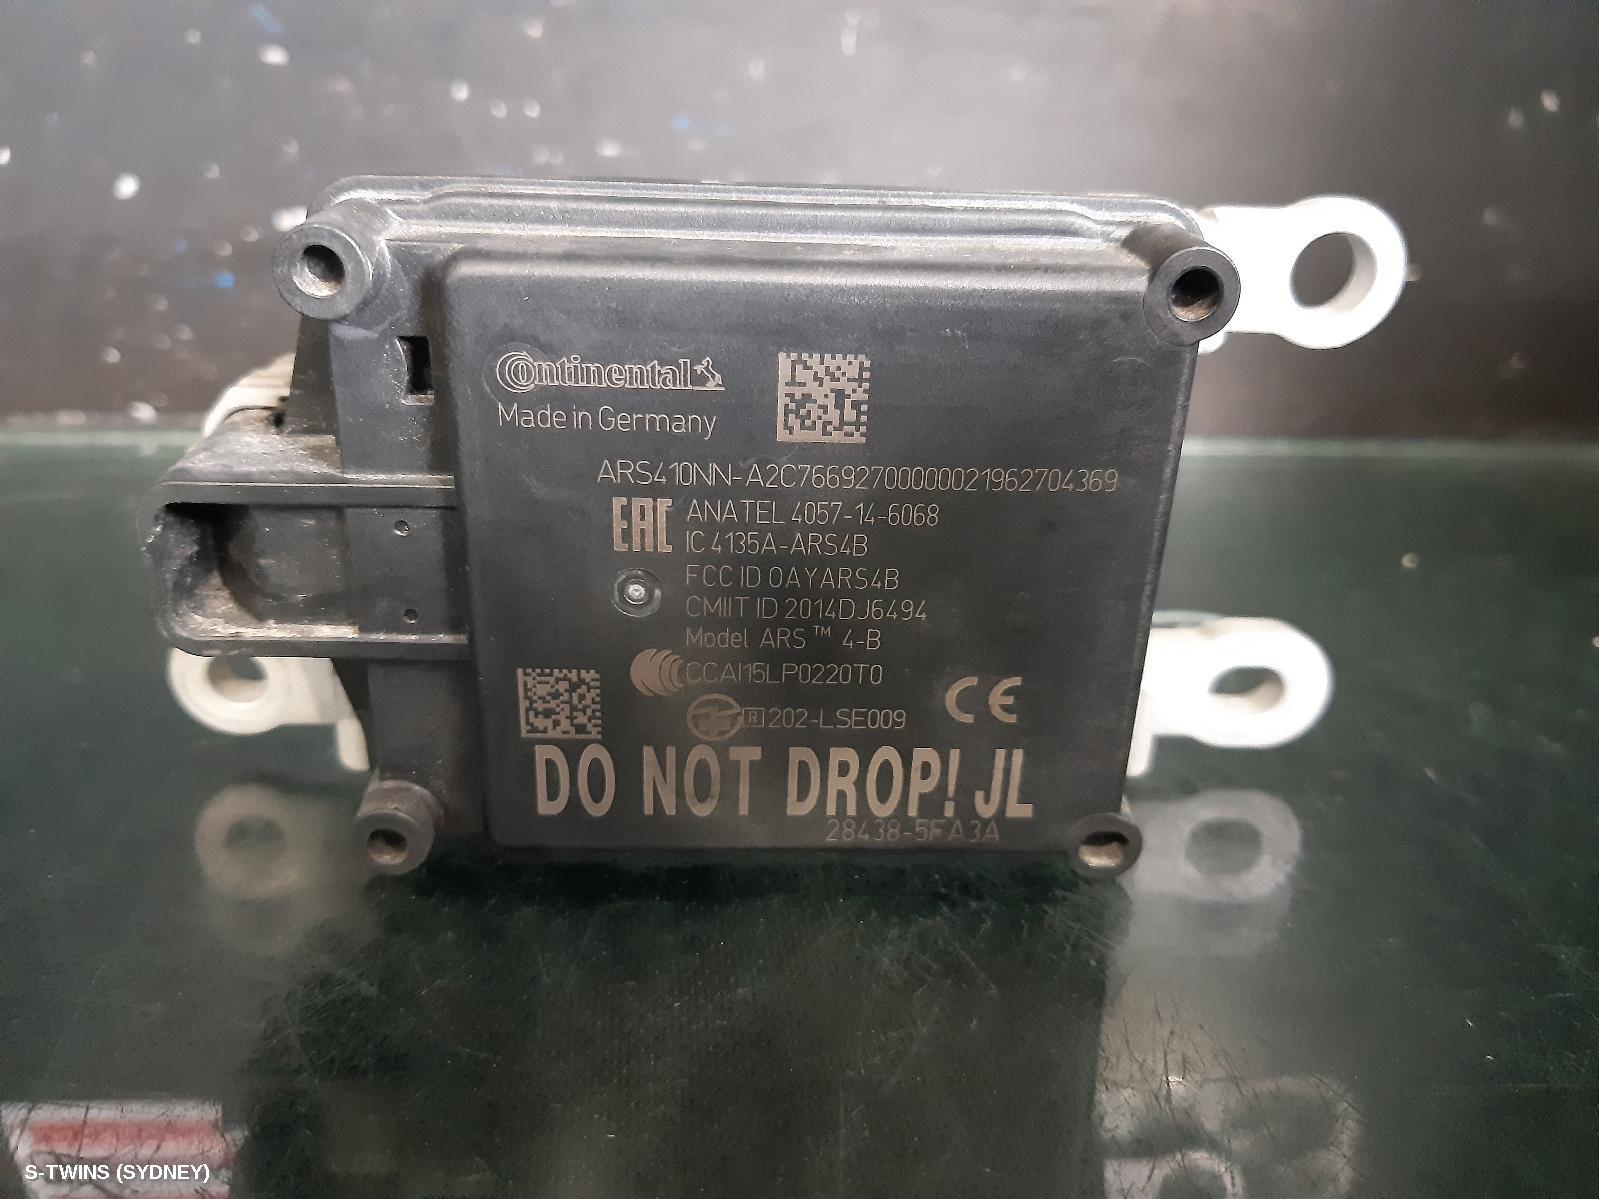 Continental
Made in Germany
ARS410NN-A2C7669270000021962704369
EAC
ANATEL 4057-14-6068
IC 4135A-ARS4B
FCC ID OAYARS4B
CMIIT ID 2014DJ6494
Model ARS™ 4-B
CCAI15LP0220T0
R 202-LSE009
CE
DO NOT DROP! JL
28438-5FA3A
S-TWINS (SYDNEY)